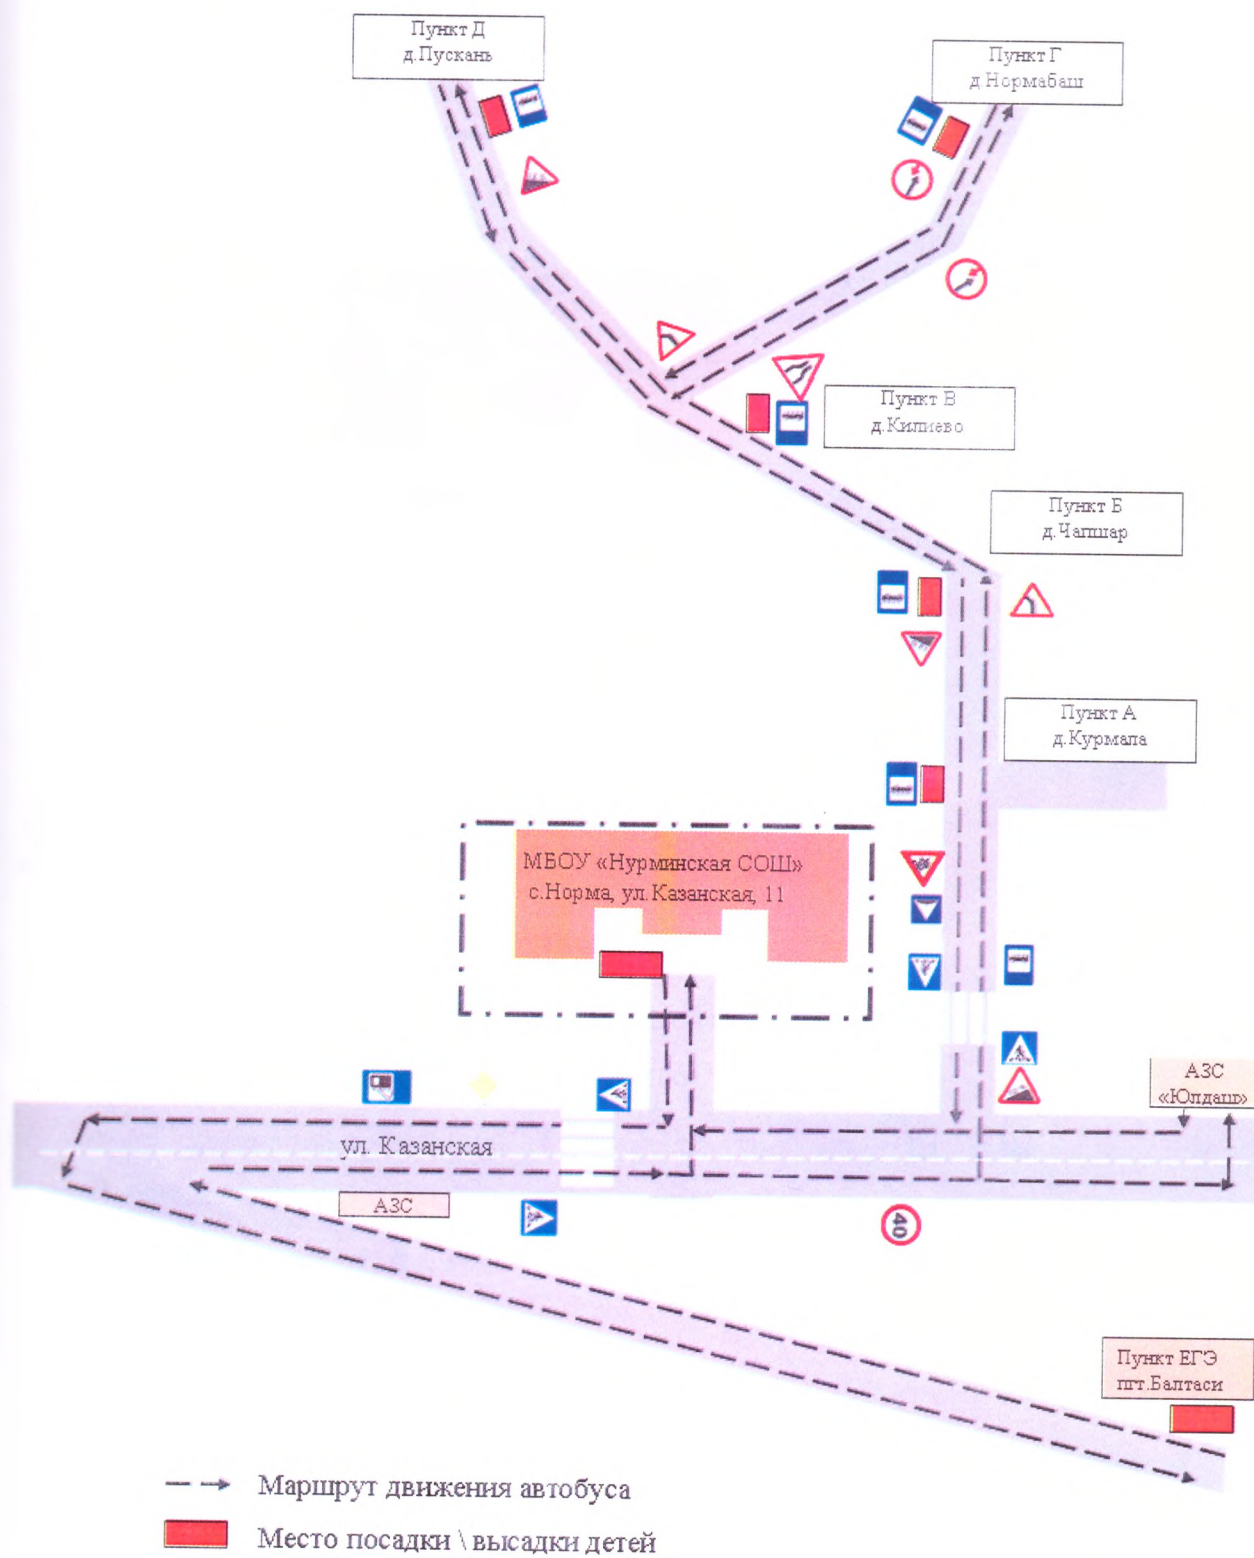 Пункт Д
д.Пускань
Пункт Г
д Нормабаш
Пункт В
д.Килиево
Пункт Б
д.Чапшар
Пункт А
д.Курмала
МБОУ «Нурминская СОШ»
с.Норма, ул.Казанская, 11
АЗС
«Юлдаш»
ул. Казанская
АЗС
40
Пункт ЕГЭ
пгт.Балтаси
Маршрут движения автобуса
Место посадки \ высадки детей